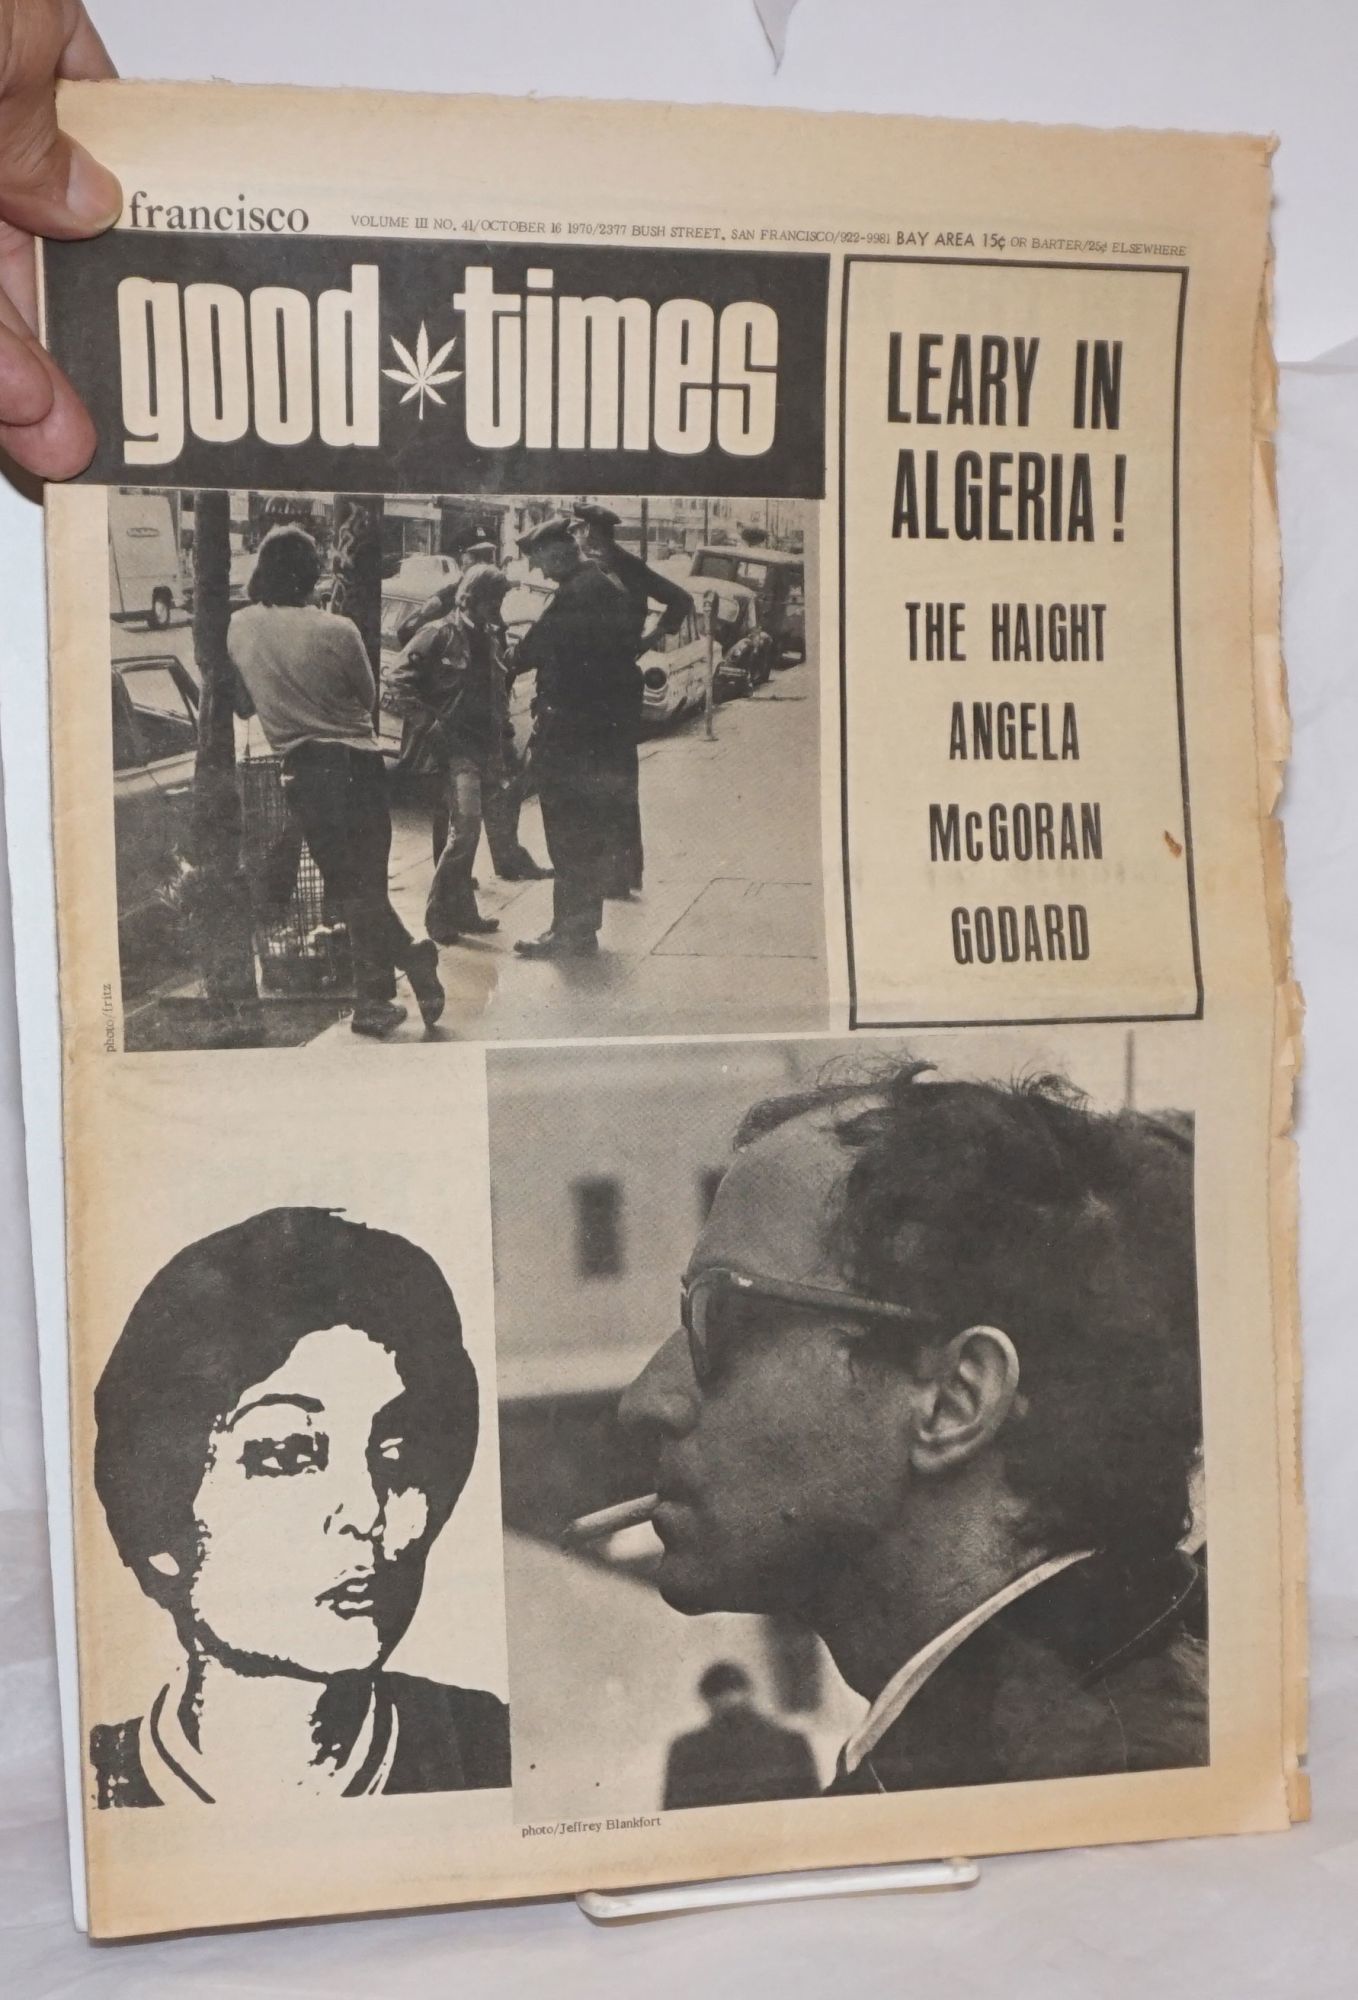 francisco
VOLUME III NO. 41/OCTOBER 16 1970/2377 BUSH STREET, SAN FRANCISCO/922-9981 BAY AREA 15¢ OR BARTER/25¢ ELSEWHERE
good times
LEARY IN
ALGERIA!
THE HAIGHT
ANGELA
McGORAN
GODARD
photo/fritz
photo/Jeffrey Blankfort